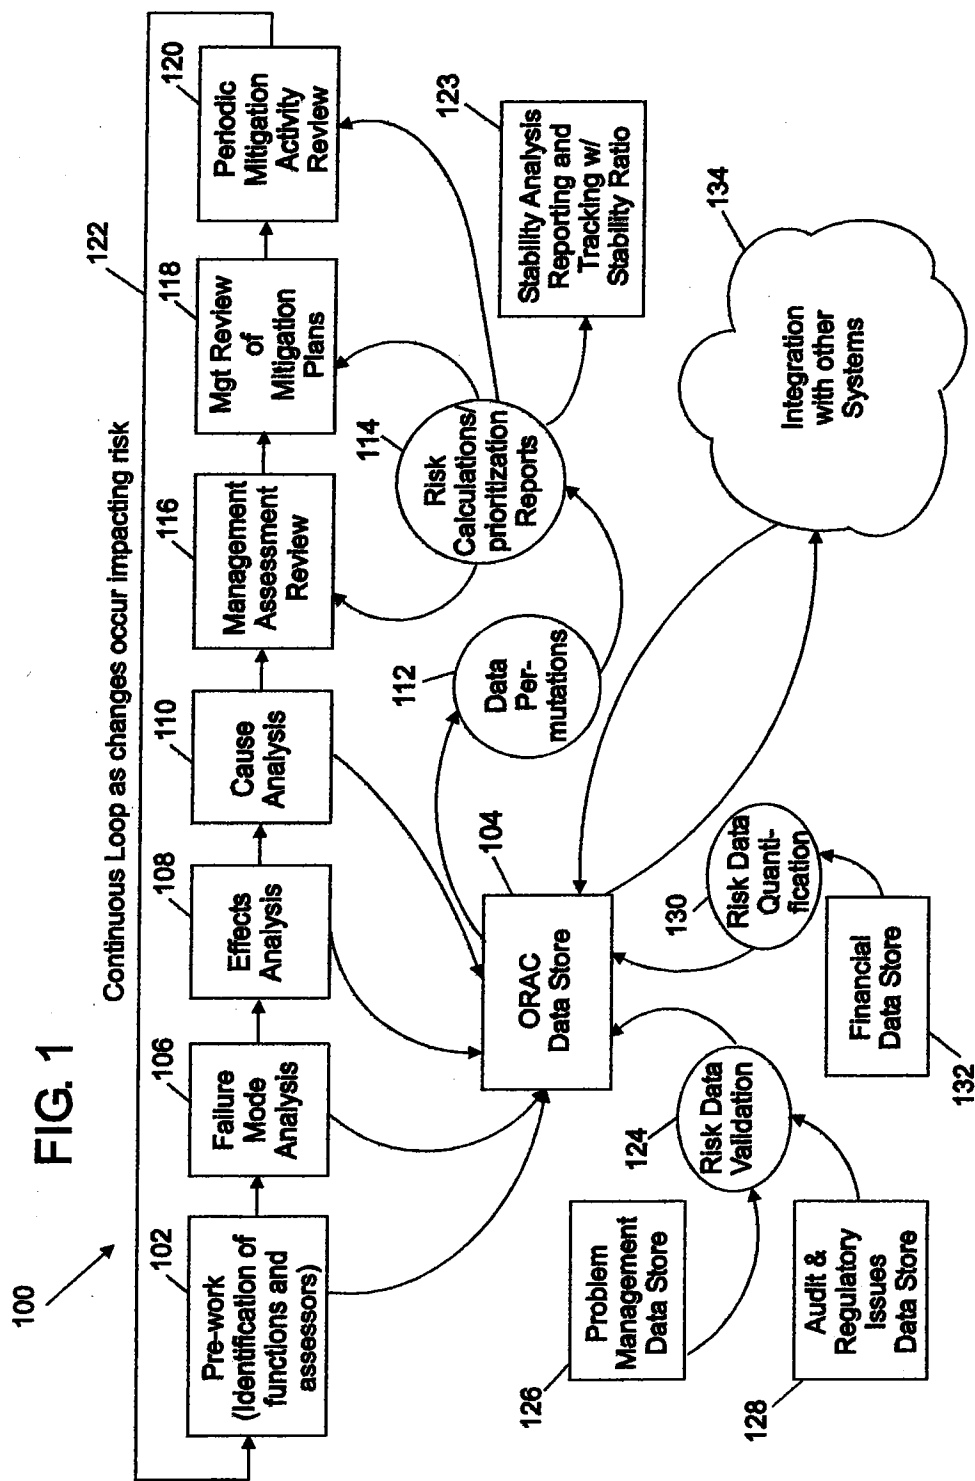 FIG. 1
100
Continuous Loop as changes occur impacting risk
122
102
Pre-work
(Identification of
functions and
assessors)
106
Failure
Mode
Analysis
108
Effects
Analysis
110
Cause
Analysis
116
Management
Assessment
Review
118
Mgt Review
of
Mitigation
Plans
120
Periodic
Mitigation
Activity
Review
104
ORAC
Data Store
112
Data
Per-
mutations
114
Risk
Calculations/
prioritization
Reports
123
Stability Analysis
Reporting and
Tracking w/
Stability Ratio
126
Problem
Management
Data Store
124
Risk Data
Validation
128
Audit &
Regulatory
Issues
Data Store
130
Risk Data
Quanti-
fication
132
Financial
Data Store
134
Integration
with other
Systems